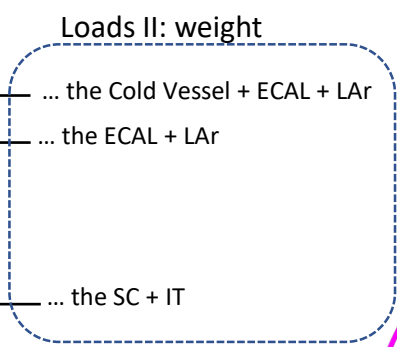 Loads II: weight
... the Cold Vessel + ECAL + LAr
... the ECAL + LAr
... the SC + IT